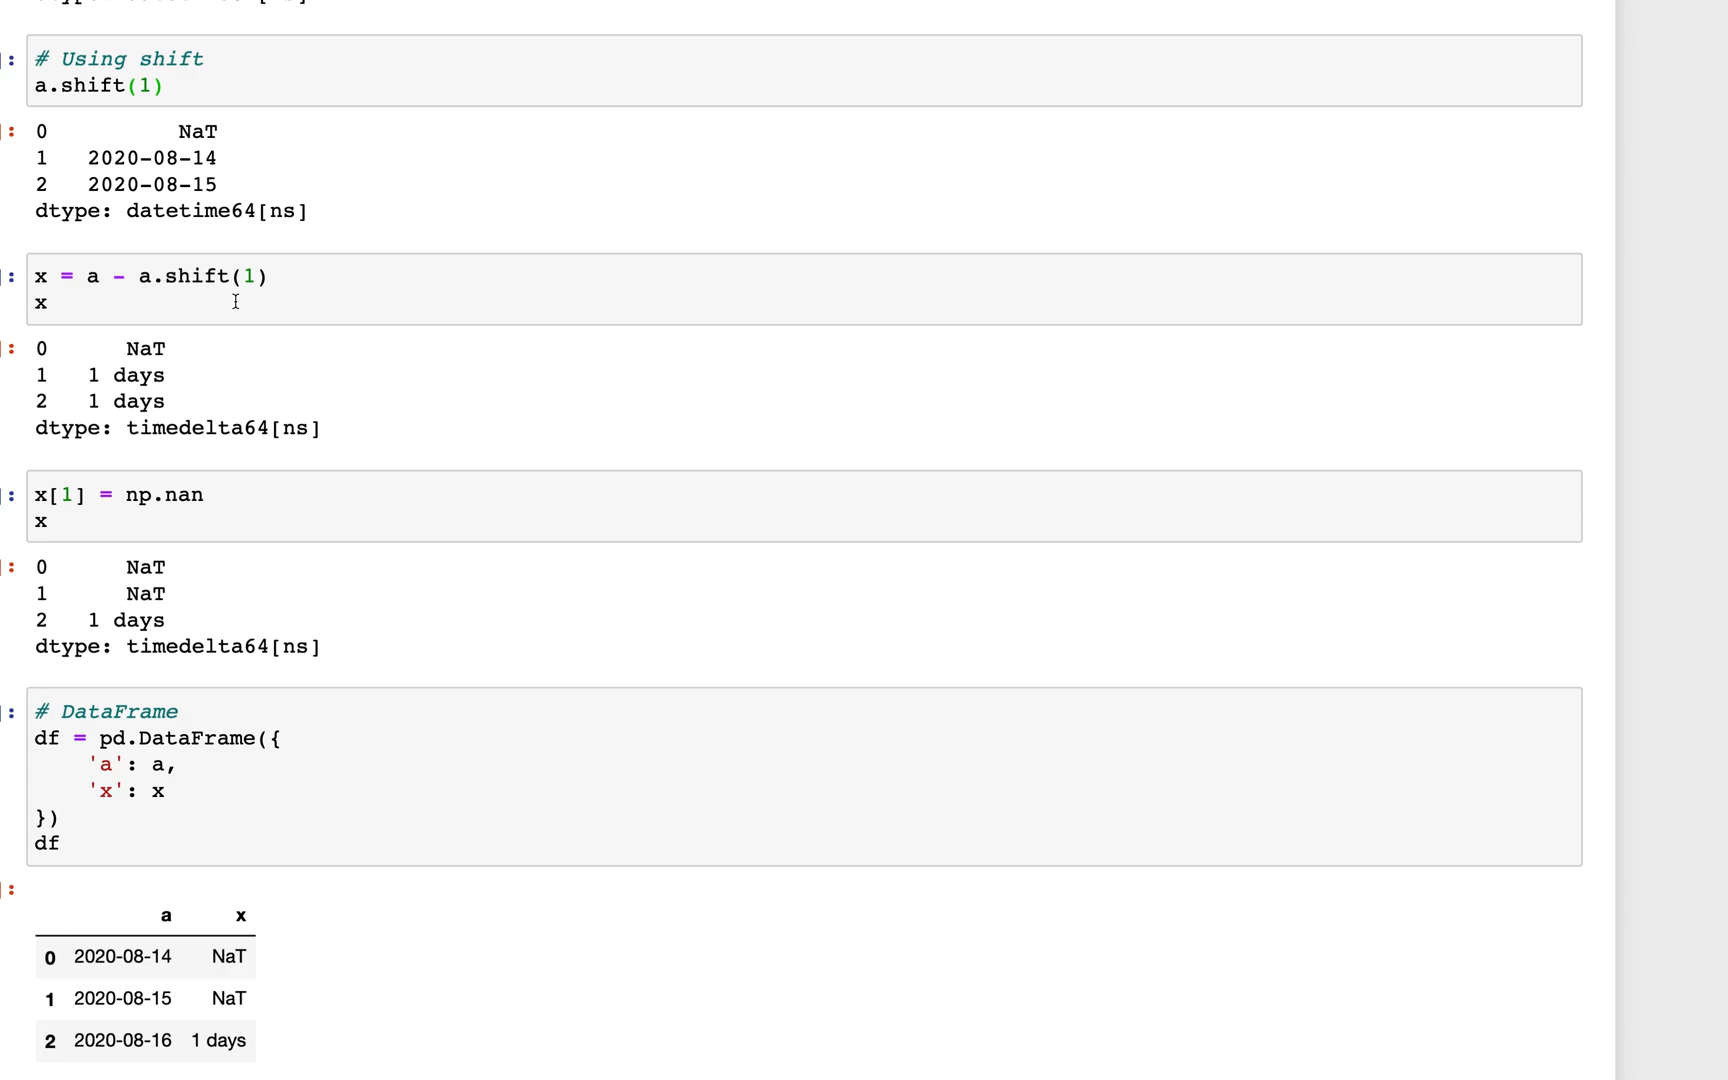 ]:
# Using shift
a.shift(1)
]:
0          NaT
1   2020-08-14
2   2020-08-15
dtype: datetime64[ns]
]:
x = a - a.shift(1)
x
]:
0      NaT
1   1 days
2   1 days
dtype: timedelta64[ns]
]:
x[1] = np.nan
x
]:
0      NaT
1      NaT
2   1 days
dtype: timedelta64[ns]
]:
# DataFrame
df = pd.DataFrame({
    'a': a,
    'x': x
})
df
]:
a x
0 2020-08-14 NaT
1 2020-08-15 NaT
2 2020-08-16 1 days